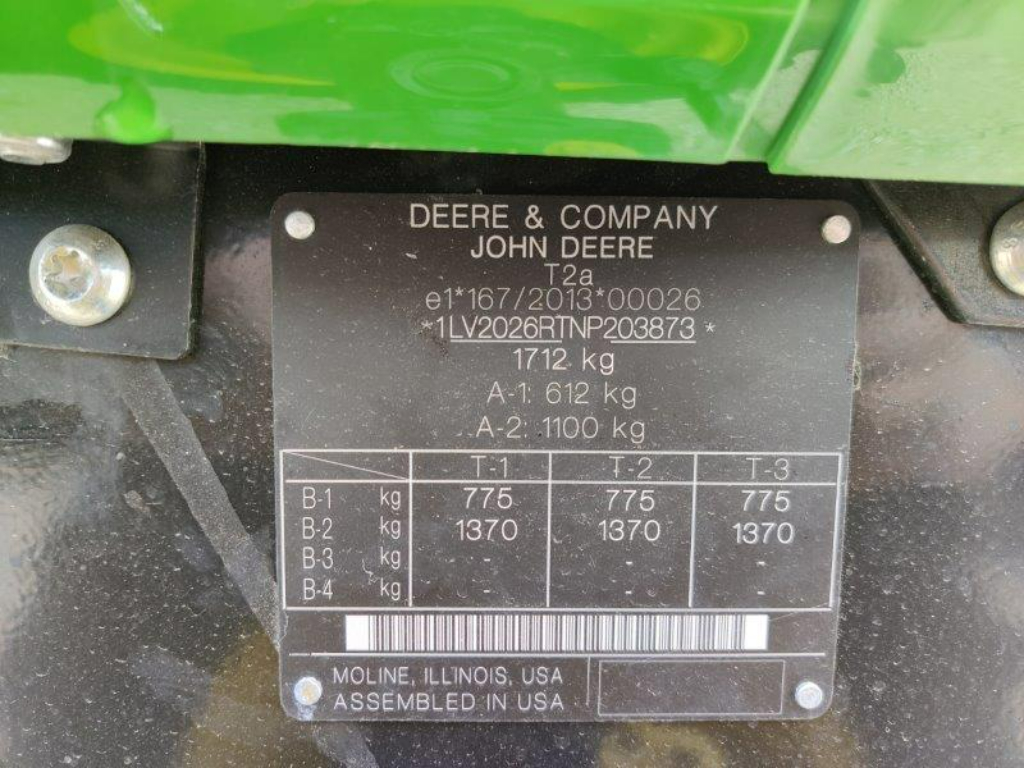 DEERE & COMPANY
JOHN DEERE
T2a
e1*167/2013*00026
*1LV2026RTNP203873*
1712 kg
A-1: 612 kg
A-2: 1100 kg
T-1 T-2 T-3
B-1 kg 775 775 775
B-2 kg 1370 1370 1370
B-3 kg - - -
B-4 kg - - -
MOLINE, ILLINOIS, USA
ASSEMBLED IN USA